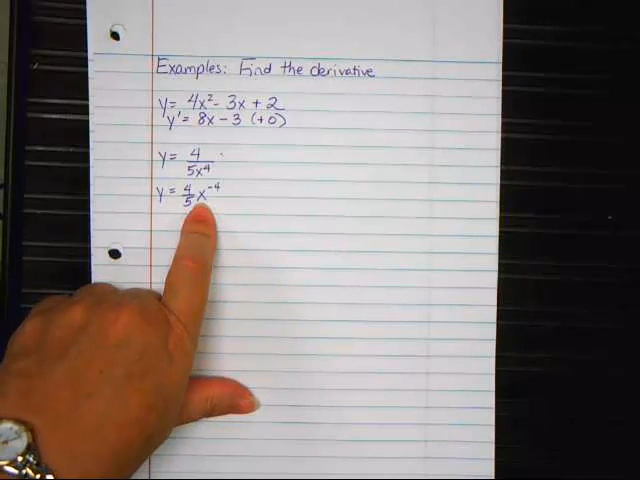 Examples: Find the derivative
y = 4x² - 3x + 2
y' = 8x - 3 (+0)
y = 4/5x⁴
y = 4/5 x⁻⁴